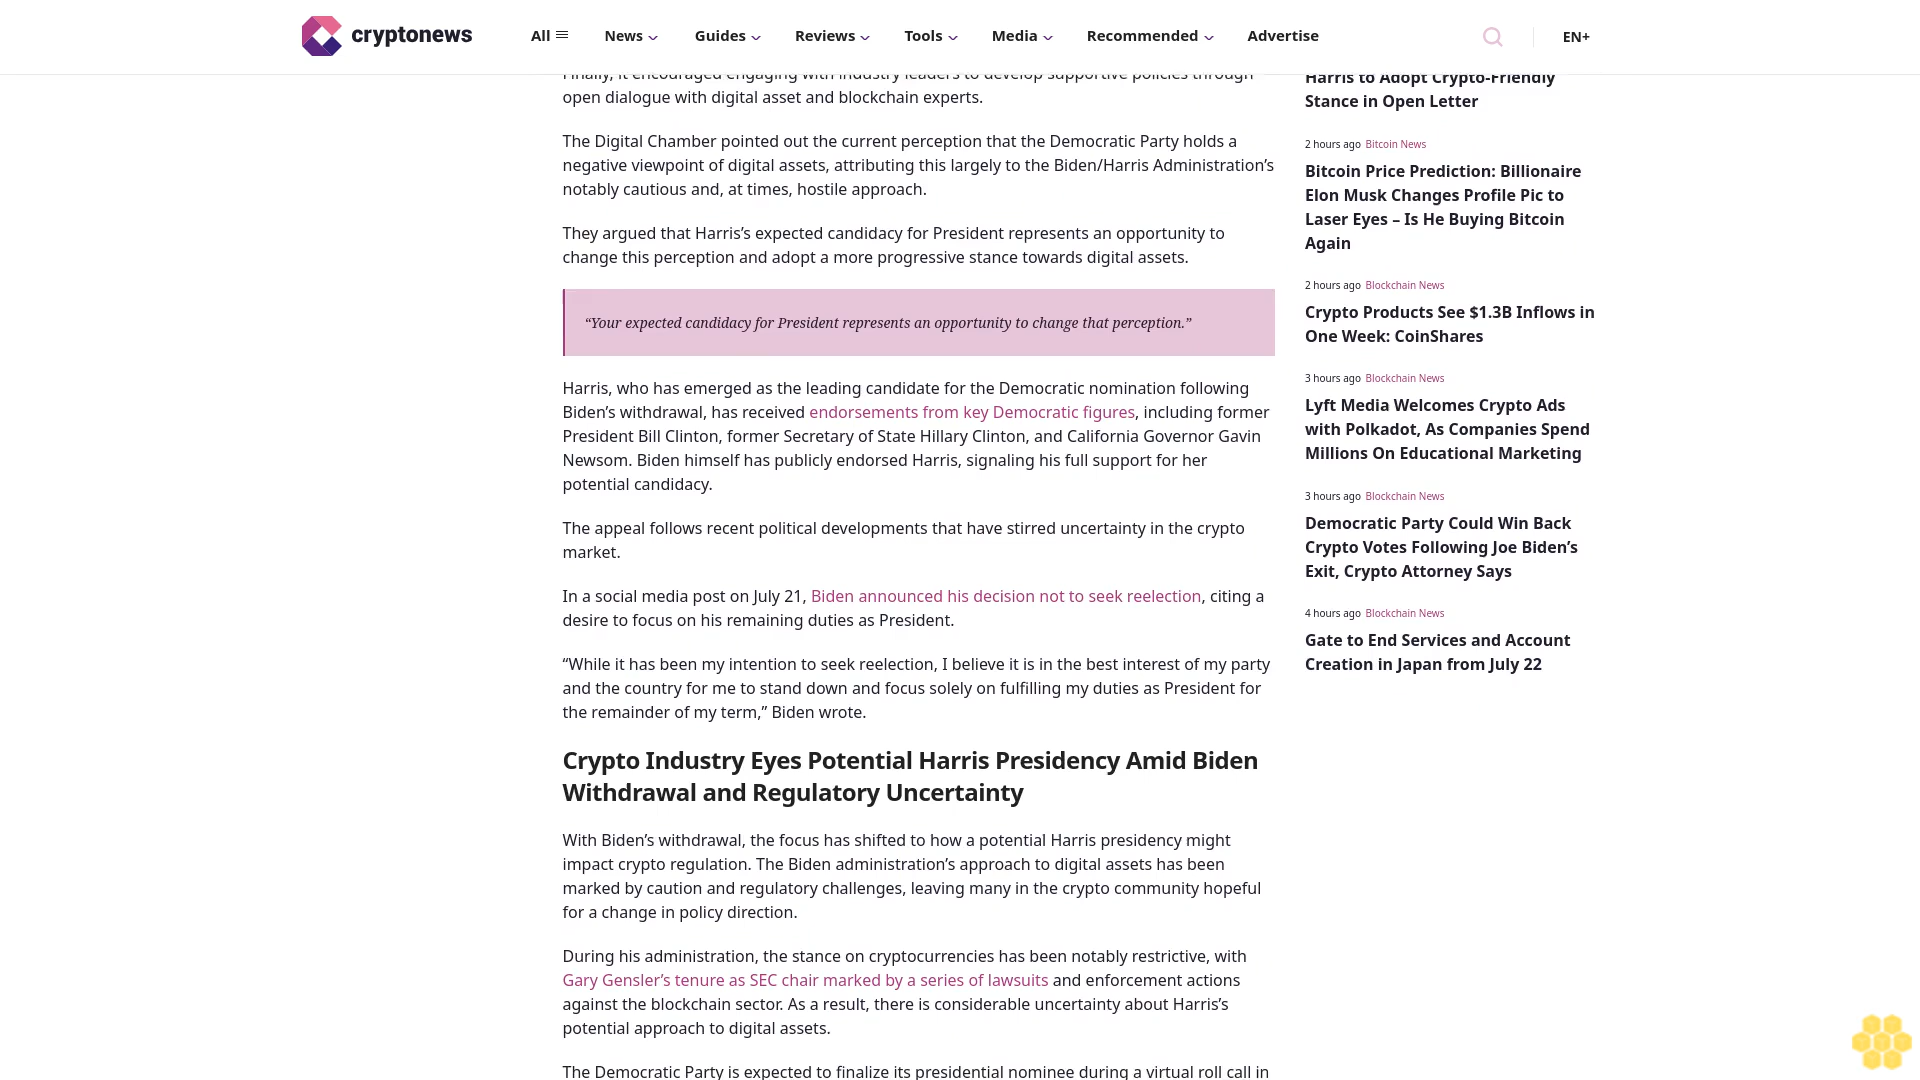 cryptonews
All
News
Guides
Reviews
Tools
Media
Recommended
Advertise
EN+
Finally, it encouraged engaging with industry leaders to develop supportive policies through
open dialogue with digital asset and blockchain experts.
The Digital Chamber pointed out the current perception that the Democratic Party holds a
negative viewpoint of digital assets, attributing this largely to the Biden/Harris Administration’s
notably cautious and, at times, hostile approach.
They argued that Harris’s expected candidacy for President represents an opportunity to
change this perception and adopt a more progressive stance towards digital assets.
“Your expected candidacy for President represents an opportunity to change that perception.”
Harris, who has emerged as the leading candidate for the Democratic nomination following
Biden’s withdrawal, has received endorsements from key Democratic figures, including former
President Bill Clinton, former Secretary of State Hillary Clinton, and California Governor Gavin
Newsom. Biden himself has publicly endorsed Harris, signaling his full support for her
potential candidacy.
The appeal follows recent political developments that have stirred uncertainty in the crypto
market.
In a social media post on July 21, Biden announced his decision not to seek reelection, citing a
desire to focus on his remaining duties as President.
“While it has been my intention to seek reelection, I believe it is in the best interest of my party
and the country for me to stand down and focus solely on fulfilling my duties as President for
the remainder of my term,” Biden wrote.
Crypto Industry Eyes Potential Harris Presidency Amid Biden
Withdrawal and Regulatory Uncertainty
With Biden’s withdrawal, the focus has shifted to how a potential Harris presidency might
impact crypto regulation. The Biden administration’s approach to digital assets has been
marked by caution and regulatory challenges, leaving many in the crypto community hopeful
for a change in policy direction.
During his administration, the stance on cryptocurrencies has been notably restrictive, with
Gary Gensler’s tenure as SEC chair marked by a series of lawsuits and enforcement actions
against the blockchain sector. As a result, there is considerable uncertainty about Harris’s
potential approach to digital assets.
The Democratic Party is expected to finalize its presidential nominee during a virtual roll call in
Harris to Adopt Crypto-Friendly
Stance in Open Letter
2 hours ago Bitcoin News
Bitcoin Price Prediction: Billionaire
Elon Musk Changes Profile Pic to
Laser Eyes – Is He Buying Bitcoin
Again
2 hours ago Blockchain News
Crypto Products See $1.3B Inflows in
One Week: CoinShares
3 hours ago Blockchain News
Lyft Media Welcomes Crypto Ads
with Polkadot, As Companies Spend
Millions On Educational Marketing
3 hours ago Blockchain News
Democratic Party Could Win Back
Crypto Votes Following Joe Biden’s
Exit, Crypto Attorney Says
4 hours ago Blockchain News
Gate to End Services and Account
Creation in Japan from July 22